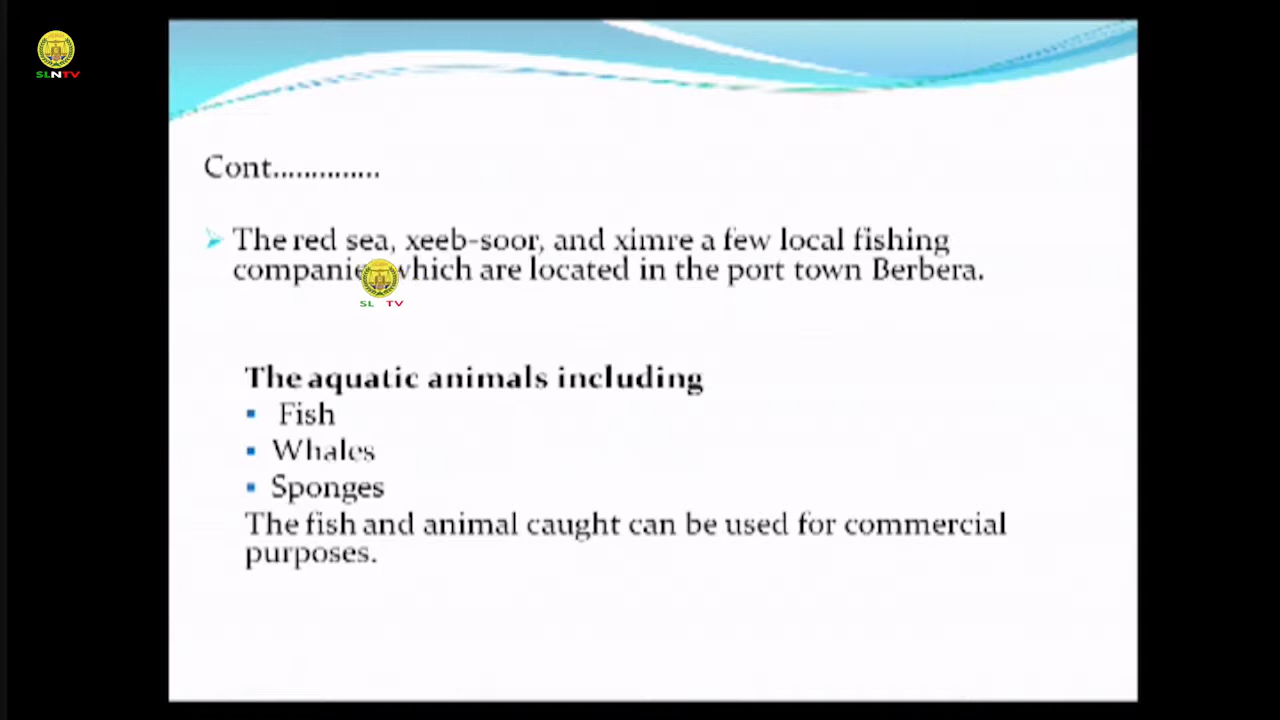 SLNTV
Cont..............
The red sea, xeeb-soor, and ximre a few local fishing
which are located in the port town Berbera.
SL TV
The aquatic animals including
Fish
Whales
Sponges
The fish and animal caught can be used for commercial
purposes.